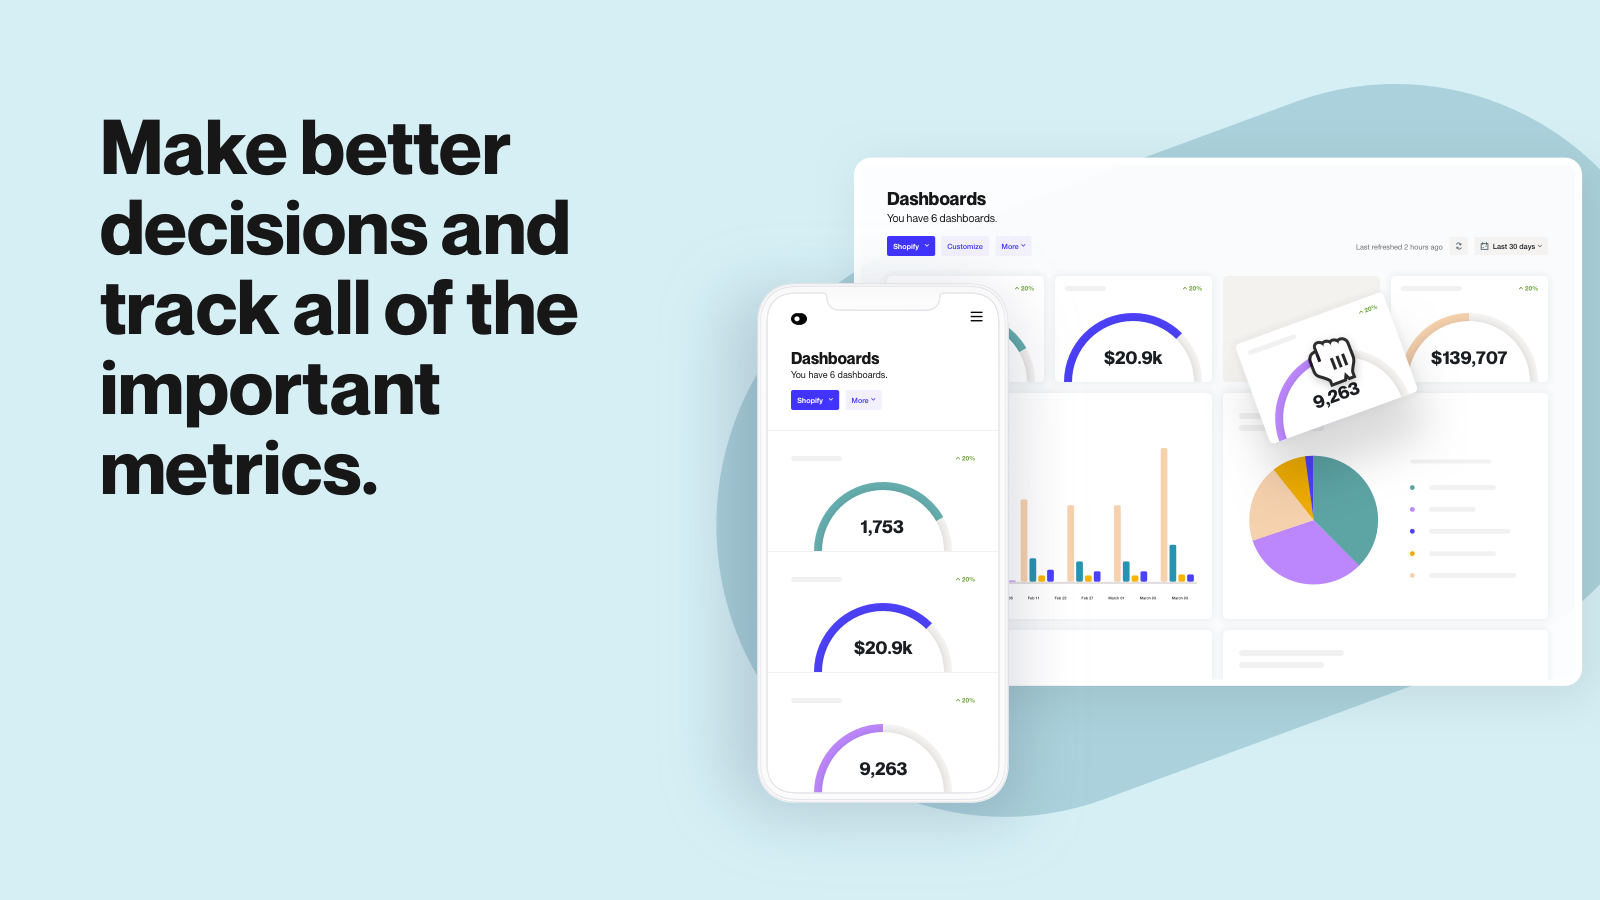 Make better
decisions and
track all of the
important
metrics.
Dashboards
You have 6 dashboards.
Shopify
Customize
More
Last refreshed 2 hours ago
Last 30 days
20%
20%
$20.9k
20%
9,263
20%
$139,707
Feb 11
Feb 22
Feb 27
March 01
March 03
March 03
Dashboards
You have 6 dashboards.
Shopify
More
20%
1,753
20%
$20.9k
20%
9,263